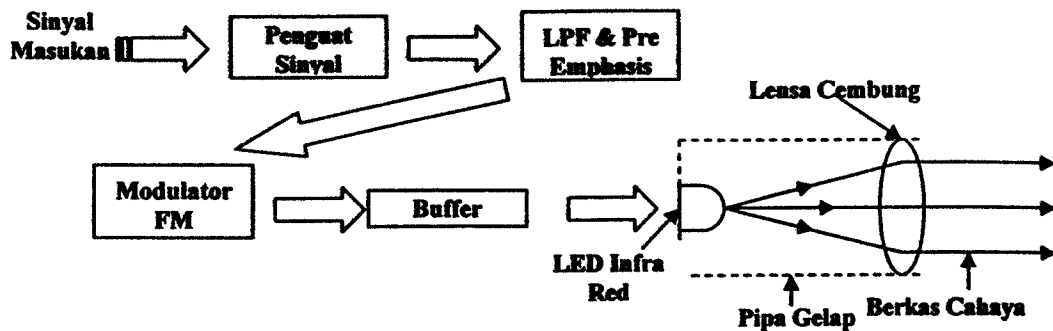 Sinyal
Masukan
Penguat
Sinyal
LPF & Pre
Emphasis
Lensa Cembung
Modulator
FM
Buffer
LED Infra
Red
Pipa Gelap
Berkas Cahaya